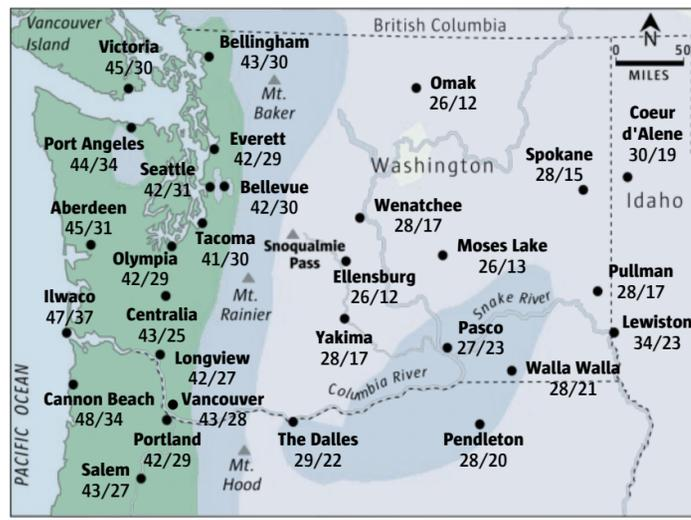 Vancouver
Island
British Columbia
N
0 50
MILES
Victoria
45/30
Bellingham
43/30
Mt.
Baker
Omak
26/12
Coeur
d'Alene
30/19
Port Angeles
44/34
Everett
42/29
Seattle
42/31
Bellevue
42/30
Washington
Spokane
28/15
Idaho
Aberdeen
45/31
Wenatchee
28/17
Tacoma
41/30
Snoqualmie
Pass
Moses Lake
26/13
Olympia
42/29
Ellensburg
26/12
Pullman
28/17
Mt.
Rainier
Ilwaco
47/37
Centralia
43/25
Snake River
Lewiston
34/23
Yakima
28/17
Pasco
27/23
Longview
42/27
Walla Walla
28/21
Columbia River
PACIFIC OCEAN
Cannon Beach
48/34
Vancouver
43/28
Portland
42/29
The Dalles
29/22
Pendleton
28/20
Mt.
Hood
Salem
43/27